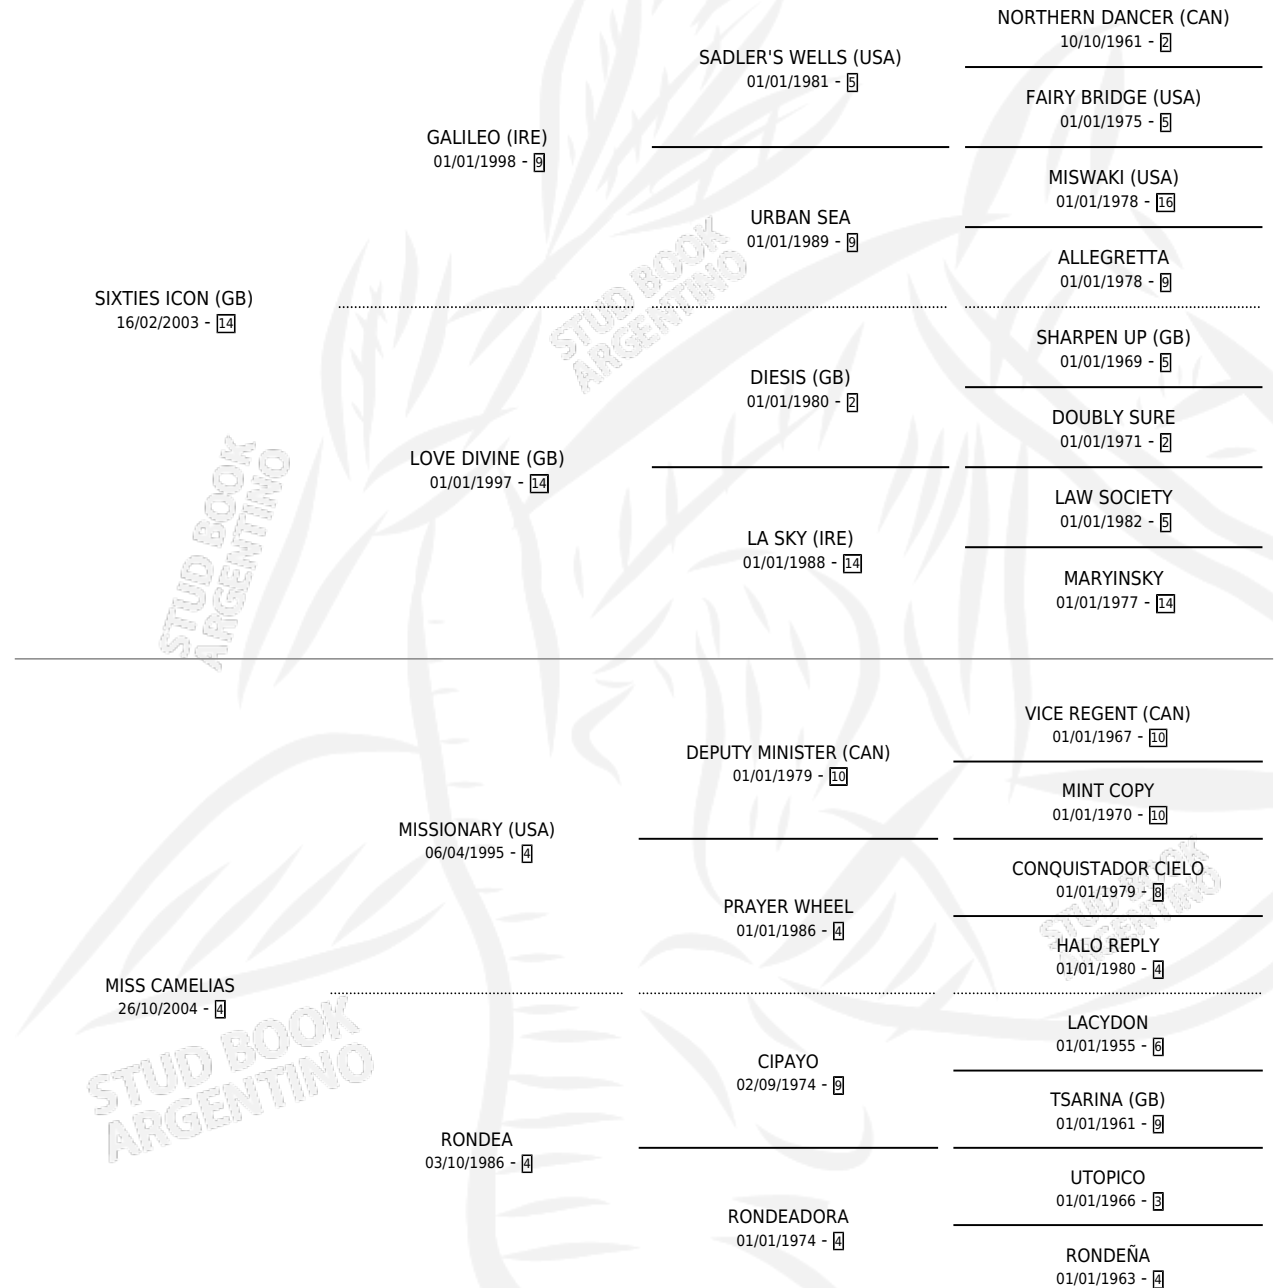 NORTHERN DANCER (CAN)
10/10/1961 - 2
SADLER'S WELLS (USA)
01/01/1981 - 5
FAIRY BRIDGE (USA)
01/01/1975 - 5
GALILEO (IRE)
01/01/1998 - 9
MISWAKI (USA)
01/01/1978 - 16
URBAN SEA
01/01/1989 - 9
ALLEGRETTA
01/01/1978 - 9
SIXTIES ICON (GB)
16/02/2003 - 14
STUD BOOK
ARGENTINO
SHARPEN UP (GB)
01/01/1969 - 5
DIESIS (GB)
01/01/1980 - 2
DOUBLY SURE
01/01/1971 - 2
LOVE DIVINE (GB)
01/01/1997 - 14
LAW SOCIETY
01/01/1982 - 5
LA SKY (IRE)
01/01/1988 - 14
MARYINSKY
01/01/1977 - 14
STUD BOOK
ARGENTINO
VICE REGENT (CAN)
01/01/1967 - 10
DEPUTY MINISTER (CAN)
01/01/1979 - 10
MINT COPY
01/01/1970 - 10
MISSIONARY (USA)
06/04/1995 - 4
CONQUISTADOR CIELO
01/01/1979 - 8
PRAYER WHEEL
01/01/1986 - 4
HALO REPLY
01/01/1980 - 4
STUD BOOK
ARGENTINO
MISS CAMELIAS
26/10/2004 - 4
LACYDON
01/01/1955 - 6
CIPAYO
02/09/1974 - 9
TSARINA (GB)
01/01/1961 - 9
STUD BOOK
ARGENTINO
RONDEA
03/10/1986 - 4
UTOPICO
01/01/1966 - 3
RONDEADORA
01/01/1974 - 4
RONDEÑA
01/01/1963 - 4